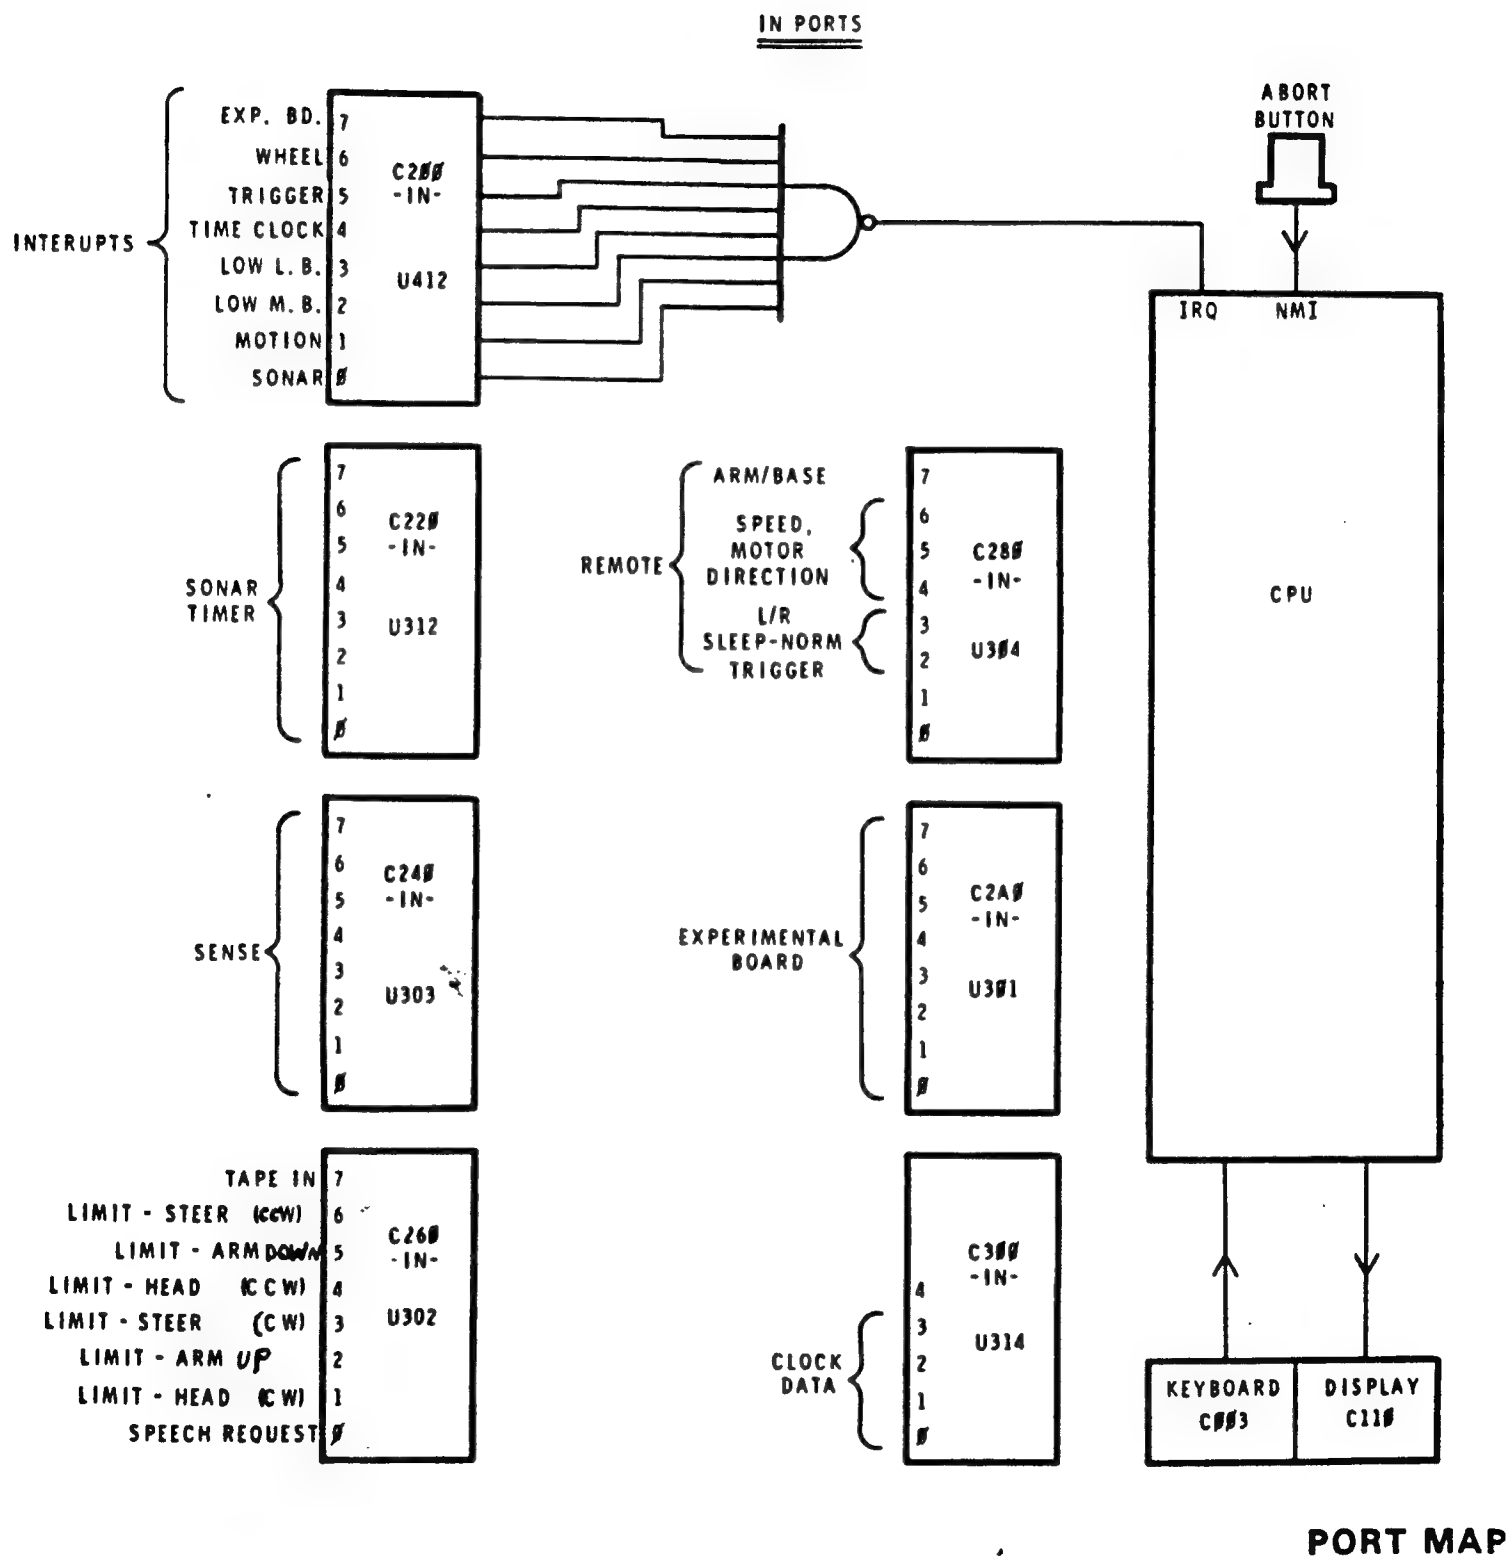 IN PORTS
ABORT
BUTTON
INTERUPTS
EXP. BD. 7
WHEEL 6
TRIGGER 5
TIME CLOCK 4
LOW L.B. 3
LOW M.B. 2
MOTION 1
SONAR Ø
C2ØØ
-IN-
U412
IRQ NMI
CPU
SONAR
TIMER
7
6
5
4
3
2
1
Ø
C22Ø
-IN-
U312
REMOTE
ARM/BASE
SPEED,
MOTOR
DIRECTION
L/R
SLEEP-NORM
TRIGGER
7
6
5
4
3
2
1
Ø
C28Ø
-IN-
U3Ø4
SENSE
7
6
5
4
3
2
1
Ø
C24Ø
-IN-
U303
EXPERIMENTAL
BOARD
7
6
5
4
3
2
1
Ø
C2AØ
-IN-
U3Ø1
TAPE IN 7
LIMIT - STEER (CCW) 6
LIMIT - ARM DOWN 5
LIMIT - HEAD (CCW) 4
LIMIT - STEER (CW) 3
LIMIT - ARM UP 2
LIMIT - HEAD (CW) 1
SPEECH REQUEST Ø
C26Ø
-IN-
U302
CLOCK
DATA
4
3
2
1
Ø
C3ØØ
-IN-
U314
KEYBOARD
CØØ3
DISPLAY
C11Ø
PORT MAP